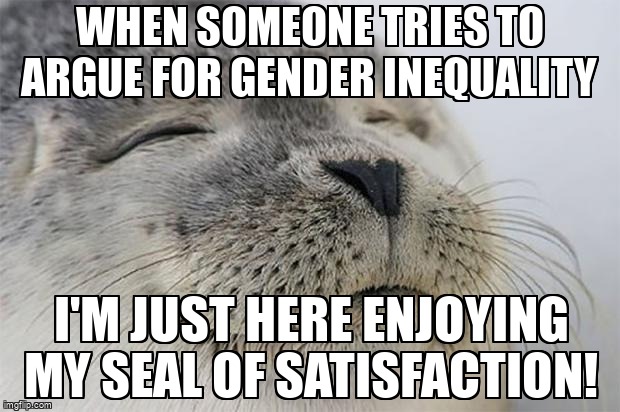 WHEN SOMEONE TRIES TO
ARGUE FOR GENDER INEQUALITY
I'M JUST HERE ENJOYING
MY SEAL OF SATISFACTION!
imgflip.com